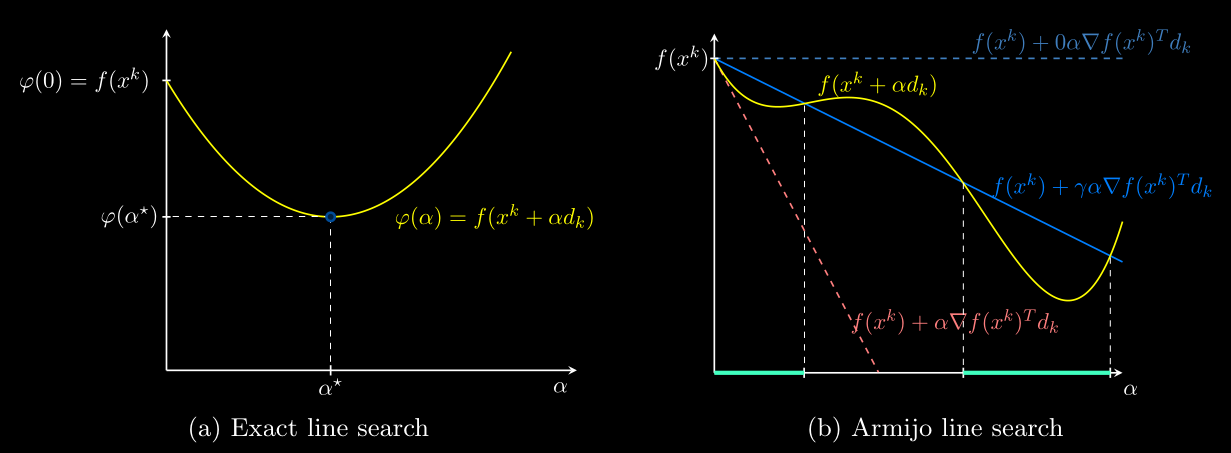 φ(0) = f(x^k)
φ(α⋆)
φ(α) = f(x^k + αd_k)
α⋆
α
(a) Exact line search
f(x^k) + 0α∇f(x^k)^T d_k
f(x^k)
f(x^k + αd_k)
f(x^k) + γα∇f(x^k)^T d_k
f(x^k) + α∇f(x^k)^T d_k
α
(b) Armijo line search